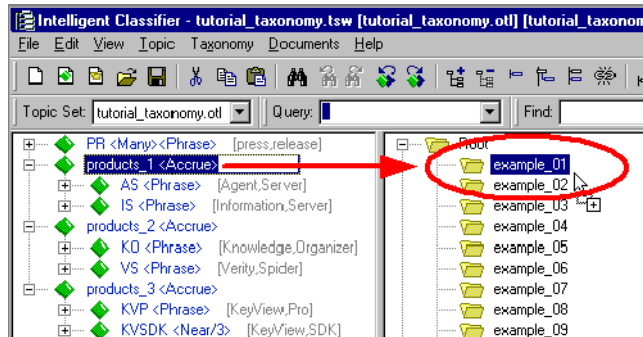 Intelligent Classifier - tutorial_taxonomy.tsw [tutorial_taxonomy.otl] [tutorial_taxonom
File Edit View Topic Taxonomy Documents Help
Topic Set: tutorial_taxonomy.otl Query: Find:
PR <Many><Phrase> [press,release]
products_1 <Accrue>
AS <Phrase> [Agent,Server]
IS <Phrase> [Information,Server]
products_2 <Accrue>
KO <Phrase> [Knowledge,Organizer]
VS <Phrase> [Verity,Spider]
products_3 <Accrue>
KVP <Phrase> [KeyView,Pro]
KVSDK <Near/3> [KeyView,SDK]
Root
example_01
example_02
example_03
example_04
example_05
example_06
example_07
example_08
example_09